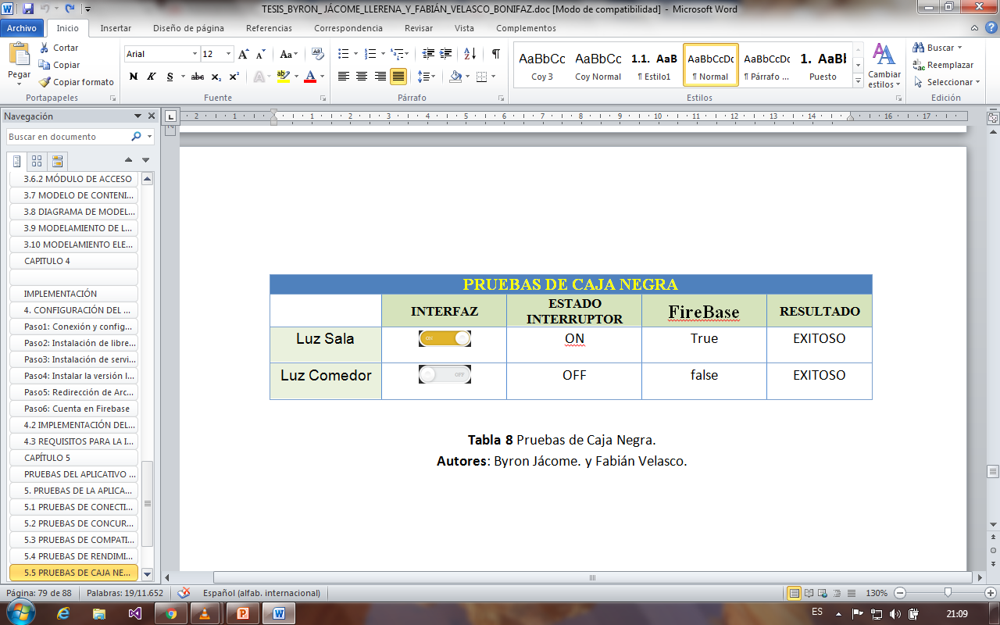 TESIS_BYRON_ JÁCOME_LLERENA_Y_FABIÁN_VELASCO_BONIFAZ.doc [Modo de compatibilidad] - Microsoft Word
Archivo Inicio Insertar Diseño de página Referencias Correspondencia Revisar Vista Complementos
Pegar
Cortar
Copiar
Copiar formato
Portapapeles
Arial 12
N K S abc x₂ x²
Fuente
Párrafo
AaBbCc AaBbCc 1.1. AaB AaBbCcDc AaBbCcDc 1. AaBl
Coy 3 Coy Normal ¶ Estilo1 ¶ Normal ¶ Párrafo ... Puesto
Estilos
Cambiar estilos
Buscar
Reemplazar
Seleccionar
Edición
Navegación
Buscar en documento
3.6.2 MÓDULO DE ACCESO
3.7 MODELO DE CONTENI...
3.8 DIAGRAMA DE MODEL...
3.9 MODELAMIENTO DE L...
3.10 MODELAMIENTO ELE...
CAPITULO 4
IMPLEMENTACIÓN
4. CONFIGURACIÓN DEL ...
Paso1: Conexión y config...
Paso2: Instalación de libre...
Paso3: Instalación de servi...
Paso4: Instalar la versión l...
Paso5: Redirección de Arc...
Paso6: Cuenta en Firebase
4.2 IMPLEMENTACIÓN DEL...
4.3 REQUISITOS PARA LA I...
CAPÍTULO 5
PRUEBAS DEL APLICATIVO ...
5. PRUEBAS DE LA APLICA...
5.1 PRUEBAS DE CONECTI...
5.2 PRUEBAS DE CONCUR...
5.3 PRUEBAS DE COMPATI...
5.4 PRUEBAS DE RENDIMI...
5.5 PRUEBAS DE CAJA NE...
2 1 1 2 3 4 5 6 7 8 9 10 11 12 13 14 16 17
PRUEBAS DE CAJA NEGRA
INTERFAZ ESTADO INTERRUPTOR FireBase RESULTADO
Luz Sala ON ON True EXITOSO
Luz Comedor OFF OFF false EXITOSO
Tabla 8 Pruebas de Caja Negra.
Autores: Byron Jácome. y Fabián Velasco.
Página: 79 de 88 Palabras: 19/11.652 Español (alfab. internacional) 130%
ES 21:09